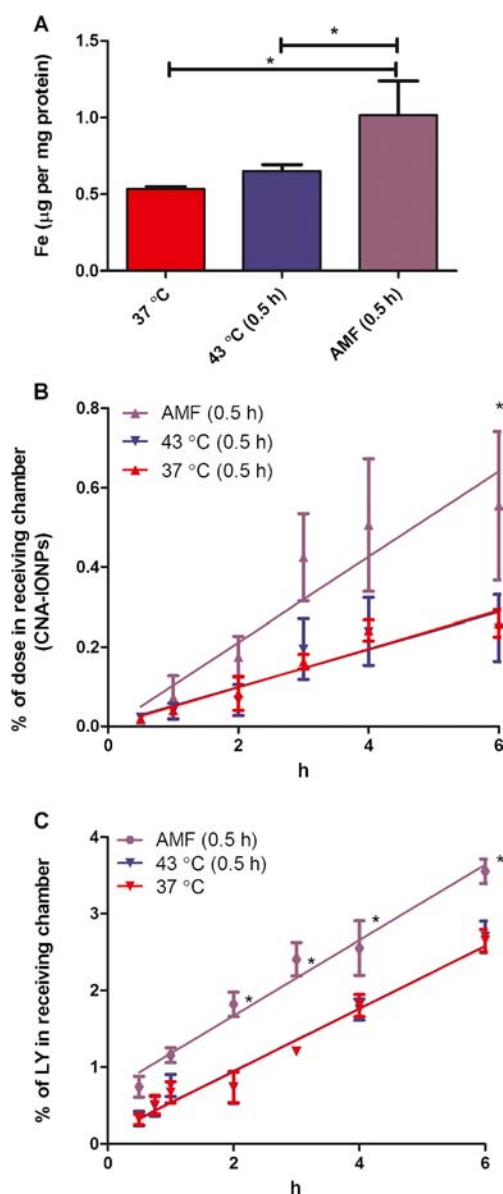 A
*
*
1.5
1.0
0.5
0.0
Fe (µg per mg protein)
37 °C
43 °C (0.5 h)
AMF (0.5 h)
B
*
AMF (0.5 h)
43 °C (0.5 h)
37 °C (0.5 h)
0.8
0.6
0.4
0.2
0.0
% of dose in receiving chamber
(CNA-IONPs)
0 2 4 6
h
C
AMF (0.5 h)
43 °C (0.5 h)
37 °C
* * * *
4
3
2
1
0
% of LY in receiving chamber
0 2 4 6
h